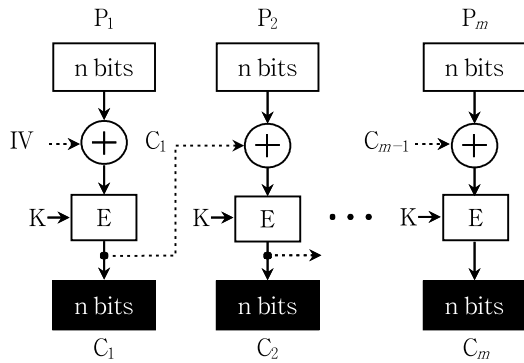 P₁ P₂ Pₘ
n bits n bits n bits
IV C₁ Cₘ₋₁
K E K E K E
n bits n bits n bits
C₁ C₂ Cₘ